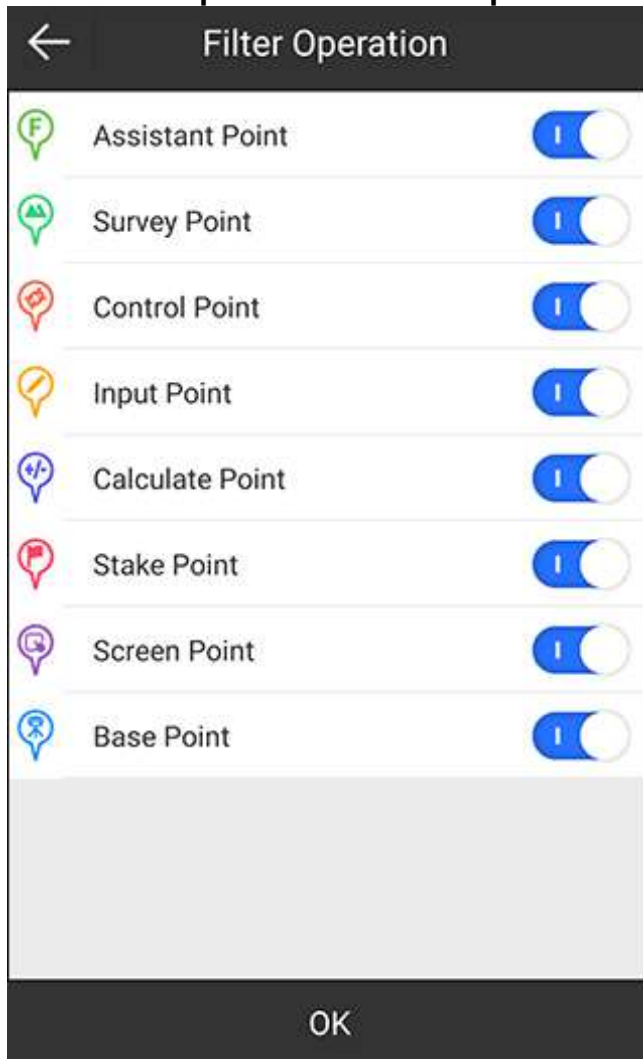 Filter Operation
F
Assistant Point
Survey Point
Control Point
Input Point
+/-
Calculate Point
Stake Point
Screen Point
Base Point
OK